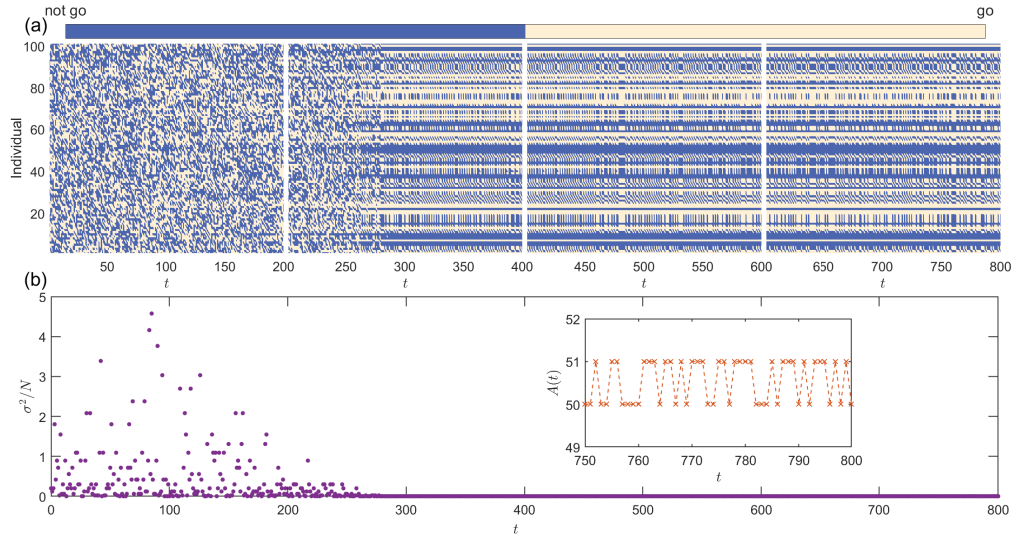 not go
go
(a)
Individual
100
80
60
40
20
50 100 150 200 250 300 350 400 450 500 550 600 650 700 750 800
t t t t
(b)
σ²/N
5
4
3
2
1
0
0 100 200 300 400 500 600 700 800
t
A(t)
52
51
50
49
750 760 770 780 790 800
t